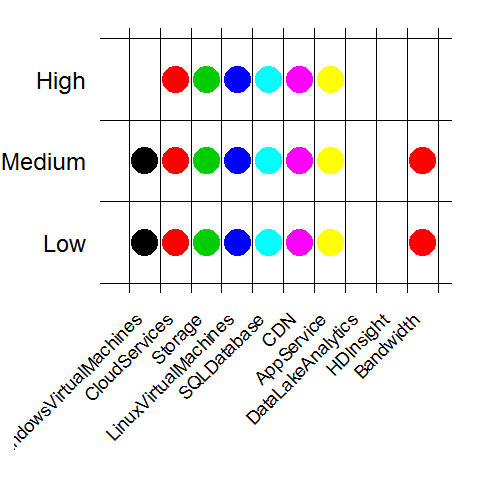 High
Medium
Low
ndowsVirtualMachines
CloudServices
Storage
LinuxVirtualMachines
SQLDatabase
CDN
AppService
DataLakeAnalytics
HDInsight
Bandwidth